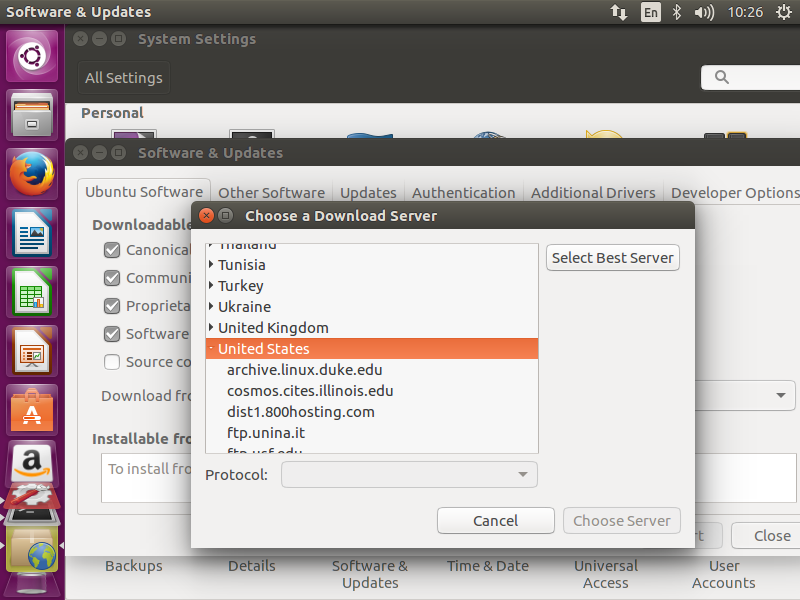 Software & Updates
En
10:26
System Settings
All Settings
Personal
Software & Updates
Ubuntu Software
Other Software
Updates
Authentication
Additional Drivers
Developer Options
Choose a Download Server
Downloadable
Canonical
Communi
Proprieta
Software
Source co
Download fro
Installable fro
To install fro
Thailand
Tunisia
Turkey
Ukraine
United Kingdom
United States
archive.linux.duke.edu
cosmos.cites.illinois.edu
dist1.800hosting.com
ftp.unina.it
ftp.usf.edu
Select Best Server
Protocol:
Cancel
Choose Server
Close
Backups
Details
Software &
Updates
Time & Date
Universal
Access
User
Accounts